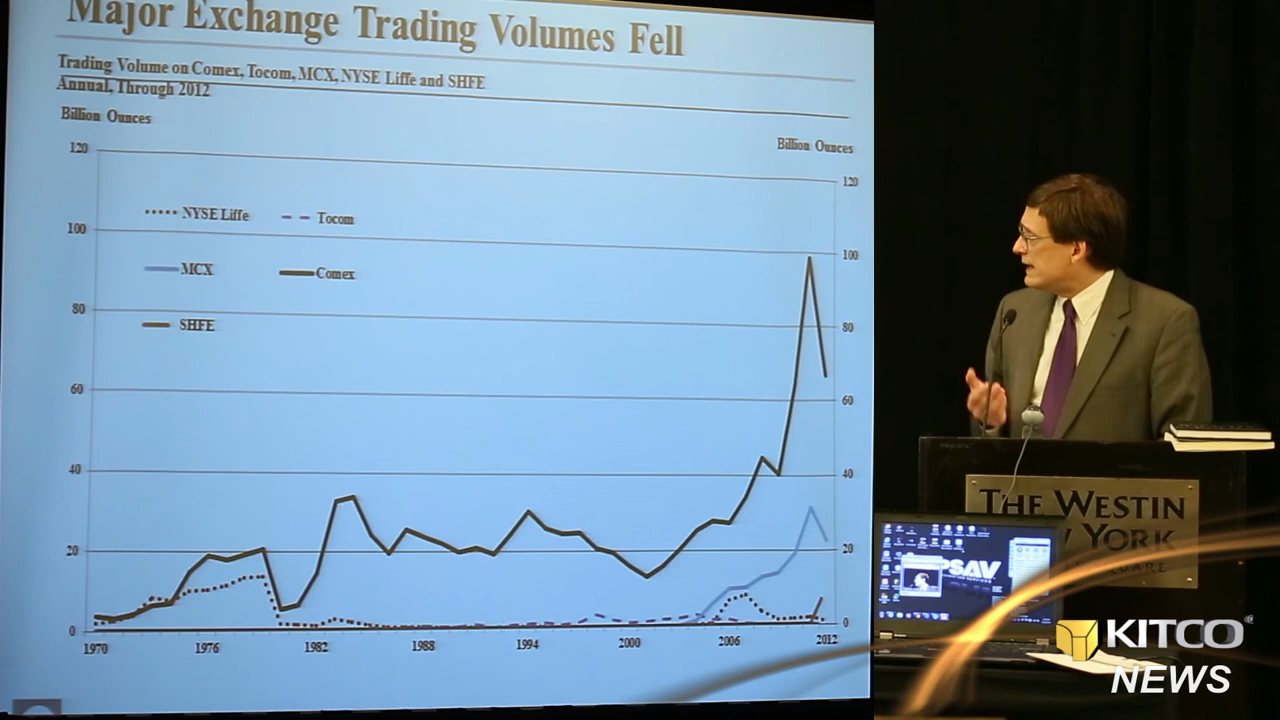 Major Exchange Trading Volumes Fell
Trading Volume on Comex, Tocom, MCX, NYSE Liffe and SHFE
Annual, Through 2012
Billion Ounces
Billion Ounces
120
100
80
60
40
20
0
NYSE Liffe
Tocom
MCX
Comex
SHFE
120
100
80
60
40
20
0
1970 1976 1982 1988 1994 2000 2006 2012
THE WESTIN
YORK
PSAV
KITCO
NEWS